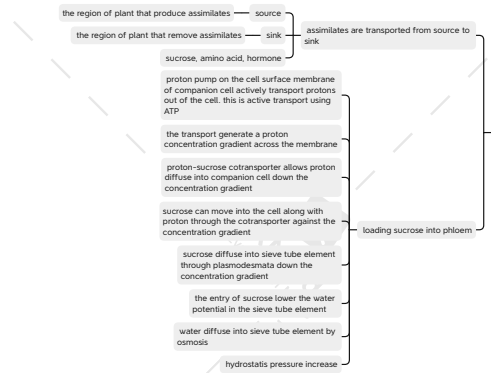 the region of plant that produce assimilates
source
the region of plant that remove assimilates
sink
sucrose, amino acid, hormone
assimilates are transported from source to
sink
proton pump on the cell surface membrane
of companion cell actively transport protons
out of the cell. this is active transport using
ATP
the transport generate a proton
concentration gradient across the membrane
proton-sucrose cotransporter allows proton
diffuse into companion cell down the
concentration gradient
sucrose can move into the cell along with
proton through the cotransporter against the
concentration gradient
sucrose diffuse into sieve tube element
through plasmodesmata down the
concentration gradient
the entry of sucrose lower the water
potential in the sieve tube element
water diffuse into sieve tube element by
osmosis
hydrostatis pressure increase
loading sucrose into phloem